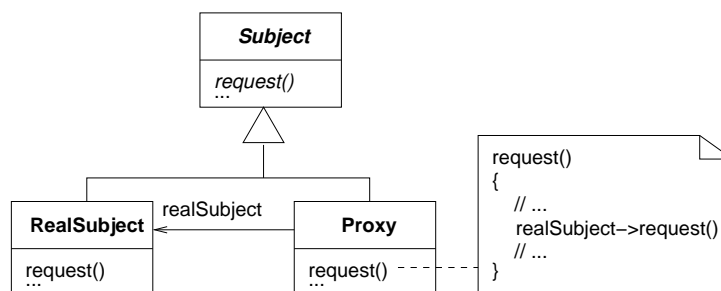 Subject
request()
...
RealSubject
request()
...
realSubject
Proxy
request()
...
request()
{
// ...
realSubject−>request()
// ...
}